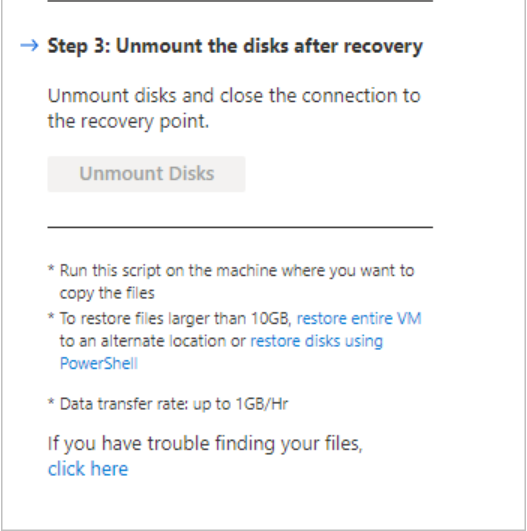 → Step 3: Unmount the disks after recovery
Unmount disks and close the connection to
the recovery point.
Unmount Disks
* Run this script on the machine where you want to
copy the files
* To restore files larger than 10GB, restore entire VM
to an alternate location or restore disks using
PowerShell
* Data transfer rate: up to 1GB/Hr
If you have trouble finding your files,
click here